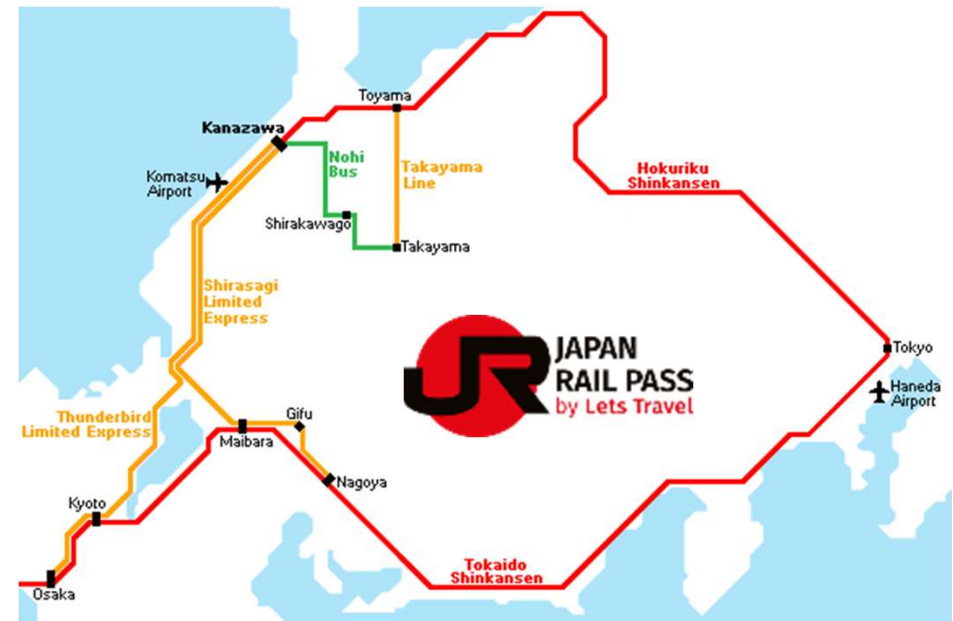 Toyama
Kanazawa
Nohi
Bus
Takayama
Line
Hokuriku
Shinkansen
Komatsu
Airport
Shirakawago
Takayama
Shirasagi
Limited
Express
JR
JAPAN
RAIL PASS
by Lets Travel
Tokyo
Haneda
Airport
Thunderbird
Limited Express
Gifu
Maibara
Nagoya
Kyoto
Tokaido
Shinkansen
Osaka